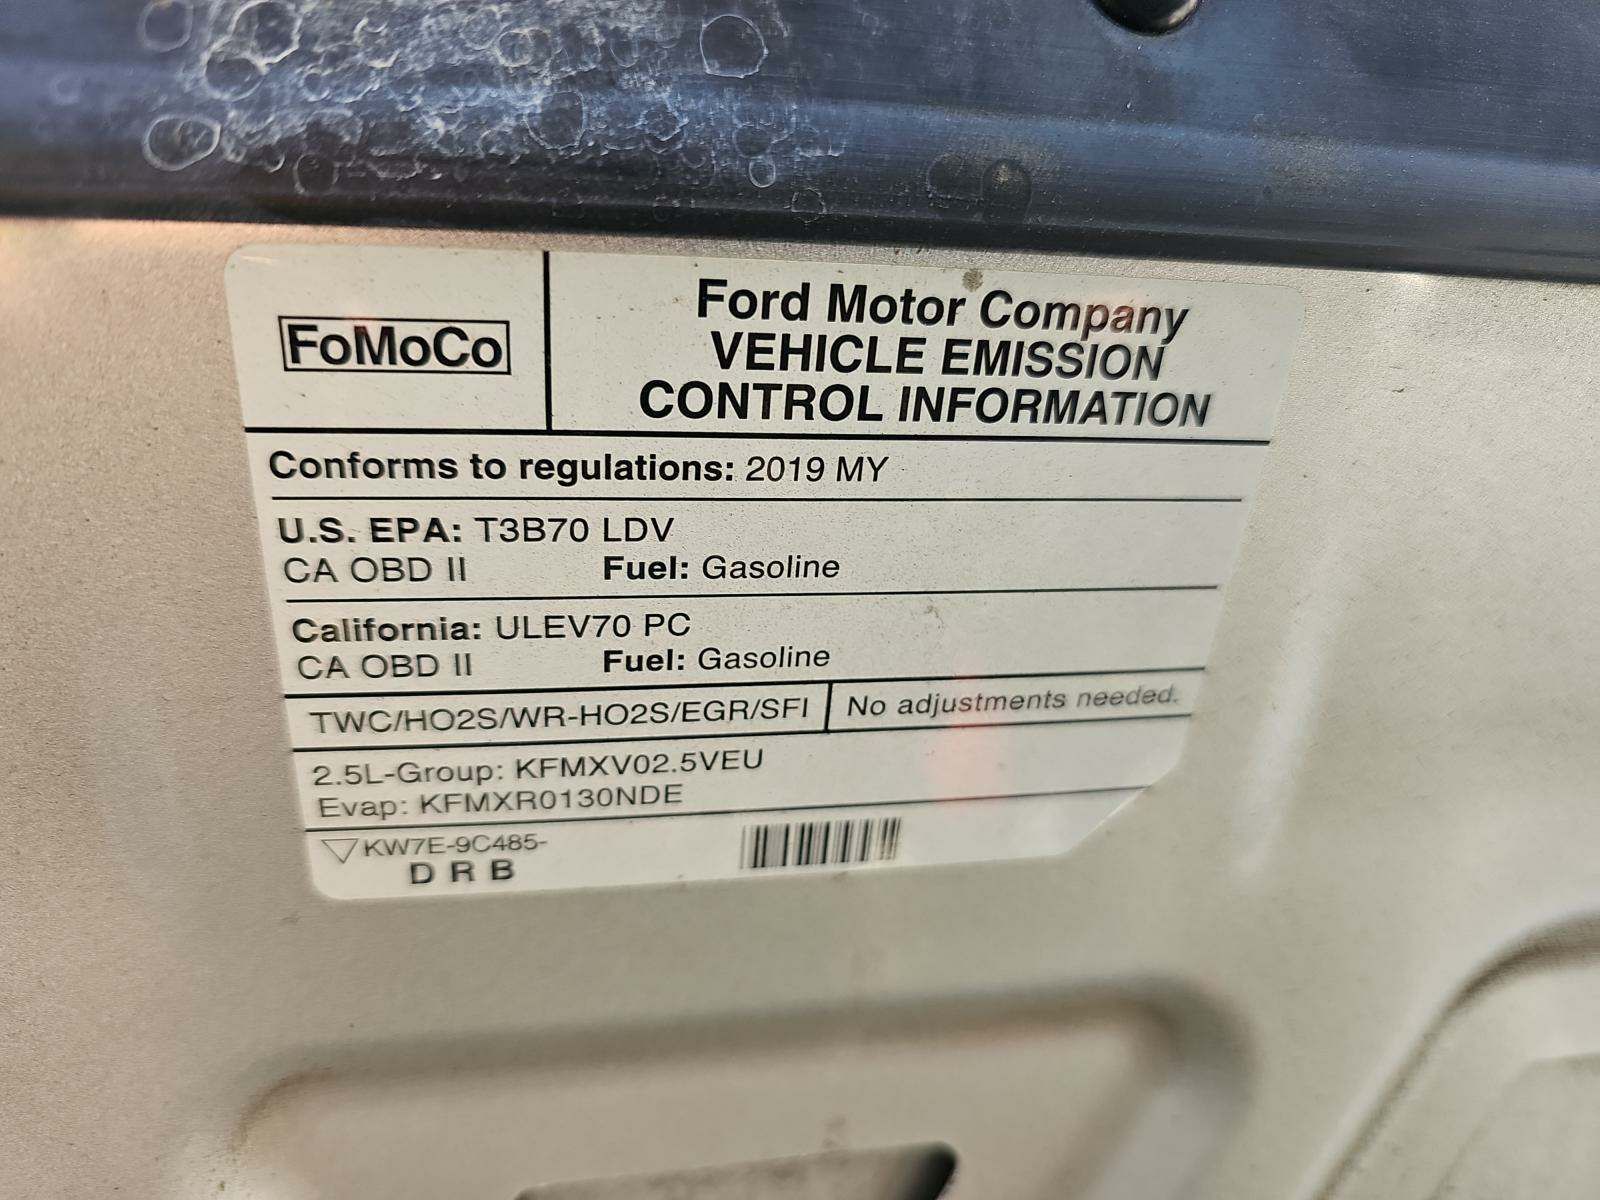 FoMoCo
Ford Motor Company
VEHICLE EMISSION
CONTROL INFORMATION
Conforms to regulations: 2019 MY
U.S. EPA: T3B70 LDV
CA OBD II Fuel: Gasoline
California: ULEV70 PC
CA OBD II Fuel: Gasoline
TWC/HO2S/WR-HO2S/EGR/SFI No adjustments needed.
2.5L-Group: KFMXV02.5VEU
Evap: KFMXR0130NDE
KW7E-9C485-
D R B